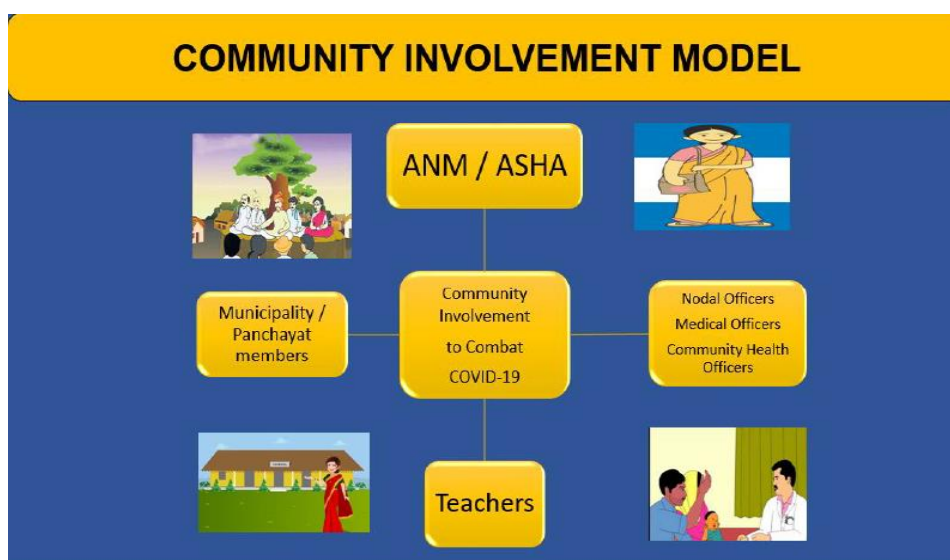 COMMUNITY INVOLVEMENT MODEL
ANM / ASHA
Municipality /
Panchayat
members
Community
Involvement
to Combat
COVID-19
Nodal Officers
Medical Officers
Community Health
Officers
Teachers